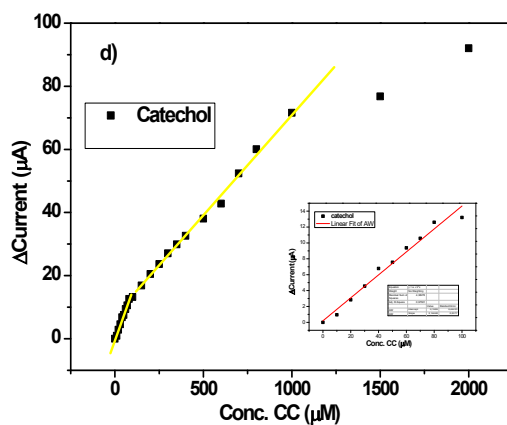 d)
Catechol
ΔCurrent (μA)
100
80
60
40
20
0
0 500 1000 1500 2000
Conc. CC (μM)
catechol
Linear Fit of AW
ΔCurrent (μA)
14
12
10
8
6
4
2
0
0 20 40 60 80 100
Conc. CC (μM)